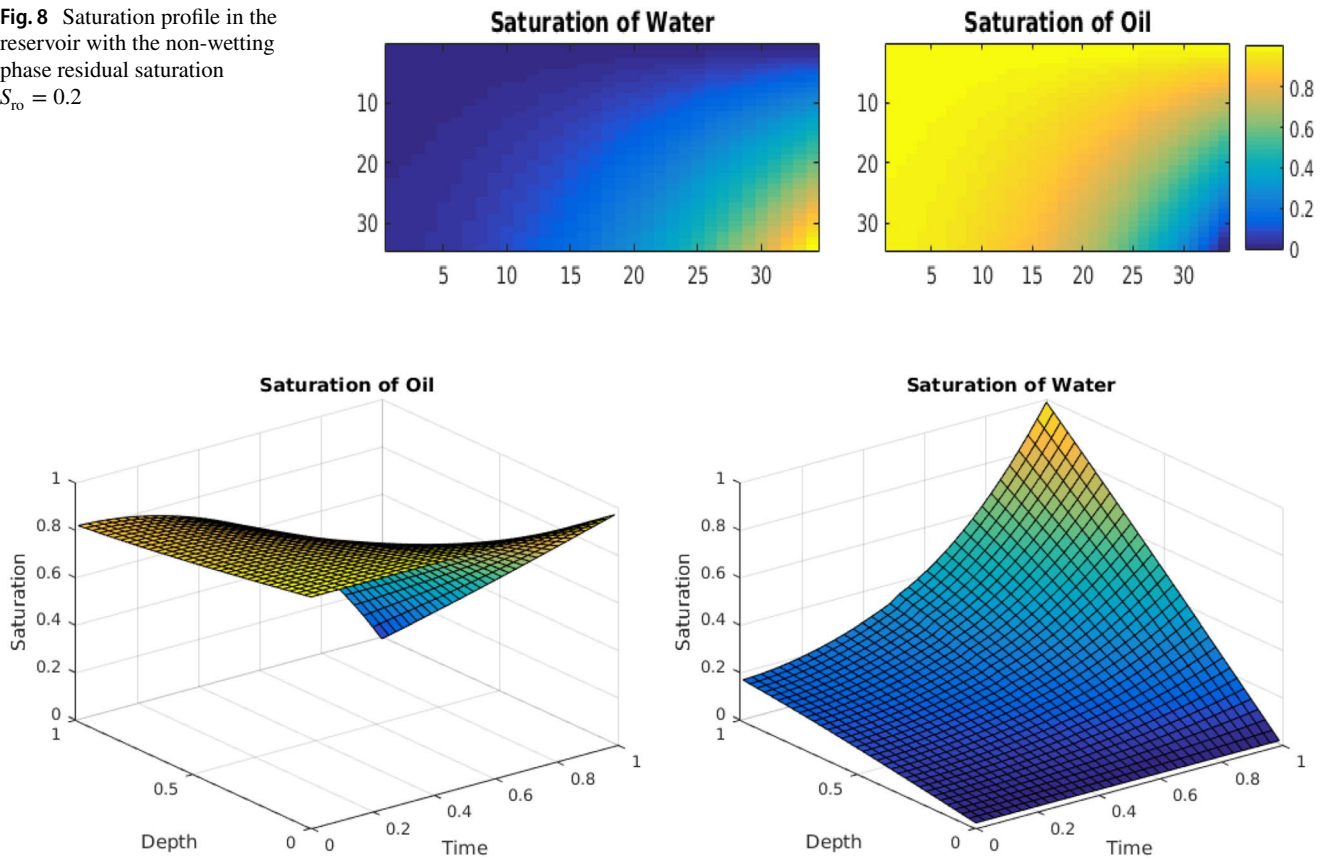 Fig. 8 Saturation profile in the
reservoir with the non-wetting
phase residual saturation
Sro = 0.2
Saturation of Water
10
20
30
5 10 15 20 25 30
Saturation of Oil
10
20
30
5 10 15 20 25 30
0.8
0.6
0.4
0.2
0
Saturation of Oil
Saturation
1
0.8
0.6
0.4
0.2
0
1
0.5
0
Depth
0
0.2
0.4
0.6
0.8
1
Time
Saturation of Water
Saturation
1
0.8
0.6
0.4
0.2
0
1
0.5
0
Depth
0
0.2
0.4
0.6
0.8
1
Time